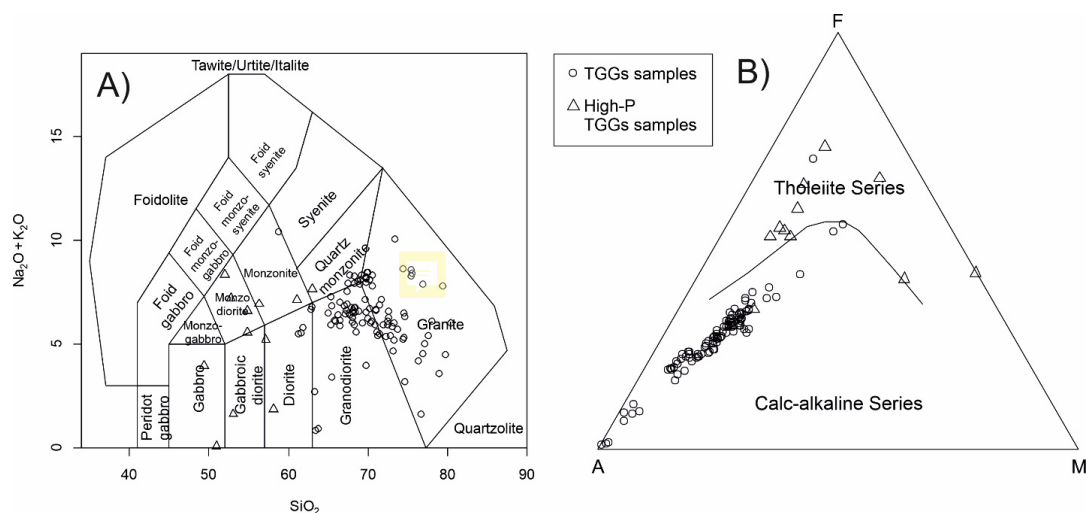 A)
Tawite/Urtite/Italite
Foid
syenite
Foidolite
Foid
monzo-
syenite
Syenite
Foid
monzo-
gabbro
Monzonite
Quartz
monzonite
Foid
gabbro
Monzo
diorite
Monzo-
gabbro
Granite
Peridot
gabbro
Gabbro
Gabbroic
diorite
Diorite
Granodiorite
Quartzolite
15
10
5
0
40
50
60
70
80
90
Na2O+K2O
SiO2
TGGs samples
High-P
TGGs samples
B)
F
Tholeiite Series
Calc-alkaline Series
A
M